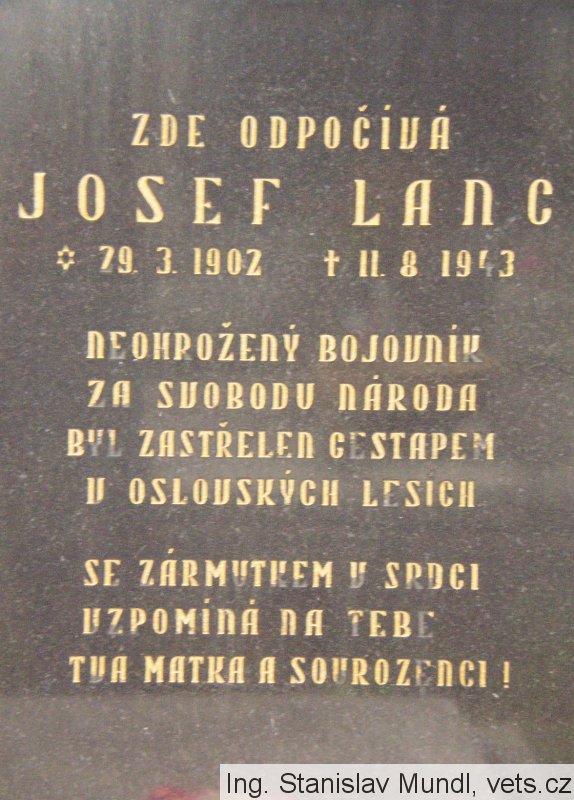 ZDE ODPOČÍVÁ
JOSEF LANC
✡ 29. 3. 1902 † 11. 8 1943
NEOHROŽENÝ BOJOVNÍK
ZA SVOBODU NÁRODA
BYL ZASTŘELEN GESTAPEM
V OSLOVSKÝCH LESICH
SE ZÁRMUTKEM V SRDCI
VZPOMÍNÁ NA TEBE
TVÁ MATKA A SOUROZENCI !
Ing. Stanislav Mundl, vets.cz